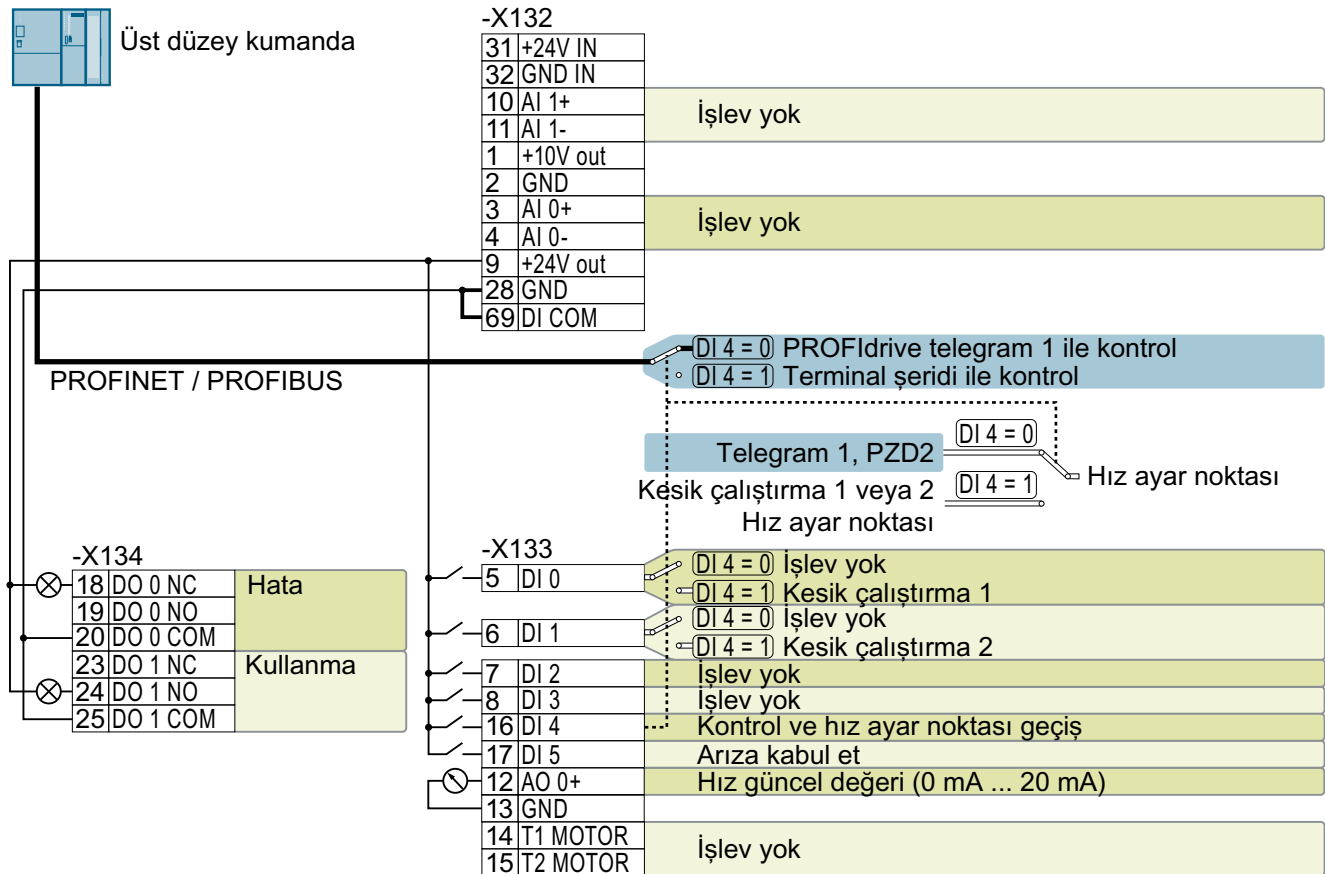 Üst düzey kumanda
-X132
31 +24V IN
32 GND IN
10 AI 1+
11 AI 1-
İşlev yok
1 +10V out
2 GND
3 AI 0+
4 AI 0-
İşlev yok
9 +24V out
28 GND
69 DI COM
PROFINET / PROFIBUS
DI 4 = 0 PROFIdrive telegram 1 ile kontrol
DI 4 = 1 Terminal şeridi ile kontrol
Telegram 1, PZD2 DI 4 = 0
Kesik çalıştırma 1 veya 2 DI 4 = 1
Hız ayar noktası
Hız ayar noktası
-X134
18 DO 0 NC Hata
19 DO 0 NO
20 DO 0 COM
23 DO 1 NC Kullanma
24 DO 1 NO
25 DO 1 COM
-X133
5 DI 0
DI 4 = 0 İşlev yok
DI 4 = 1 Kesik çalıştırma 1
6 DI 1
DI 4 = 0 İşlev yok
DI 4 = 1 Kesik çalıştırma 2
7 DI 2 İşlev yok
8 DI 3 İşlev yok
16 DI 4 Kontrol ve hız ayar noktası geçiş
17 DI 5 Arıza kabul et
12 AO 0+ Hız güncel değeri (0 mA ... 20 mA)
13 GND
14 T1 MOTOR
15 T2 MOTOR
İşlev yok